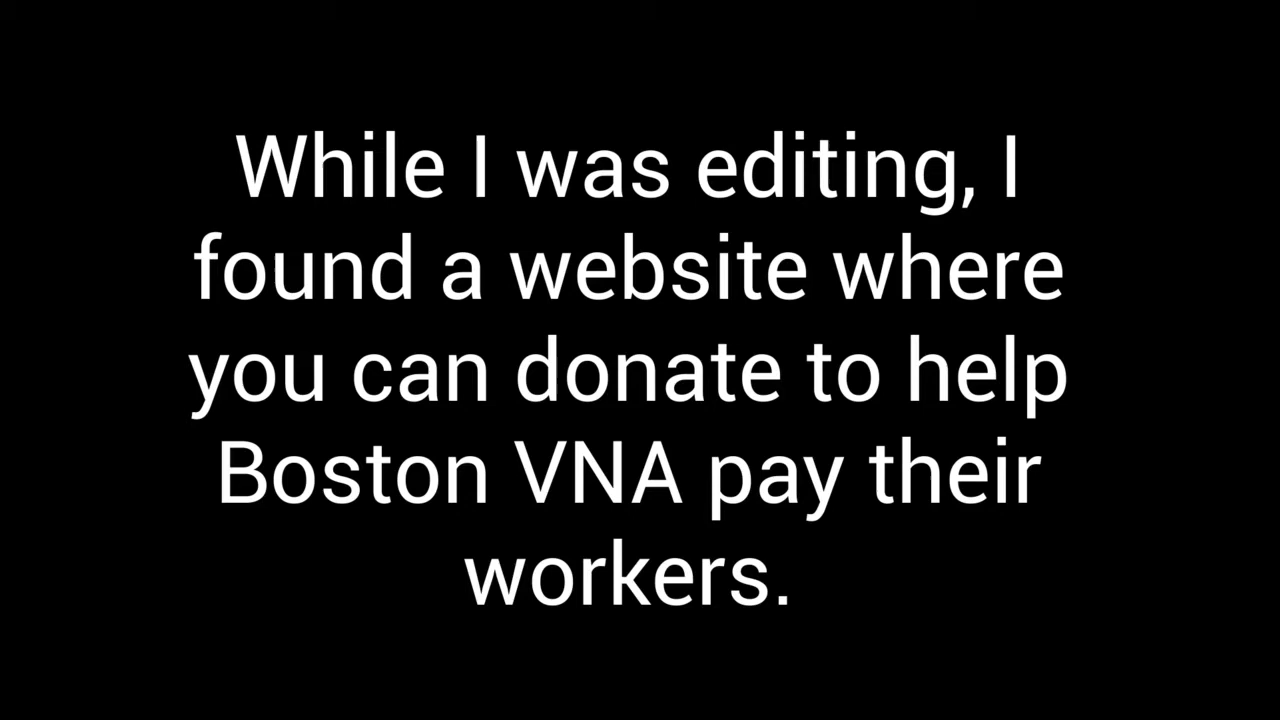 While I was editing, I
found a website where
you can donate to help
Boston VNA pay their
workers.